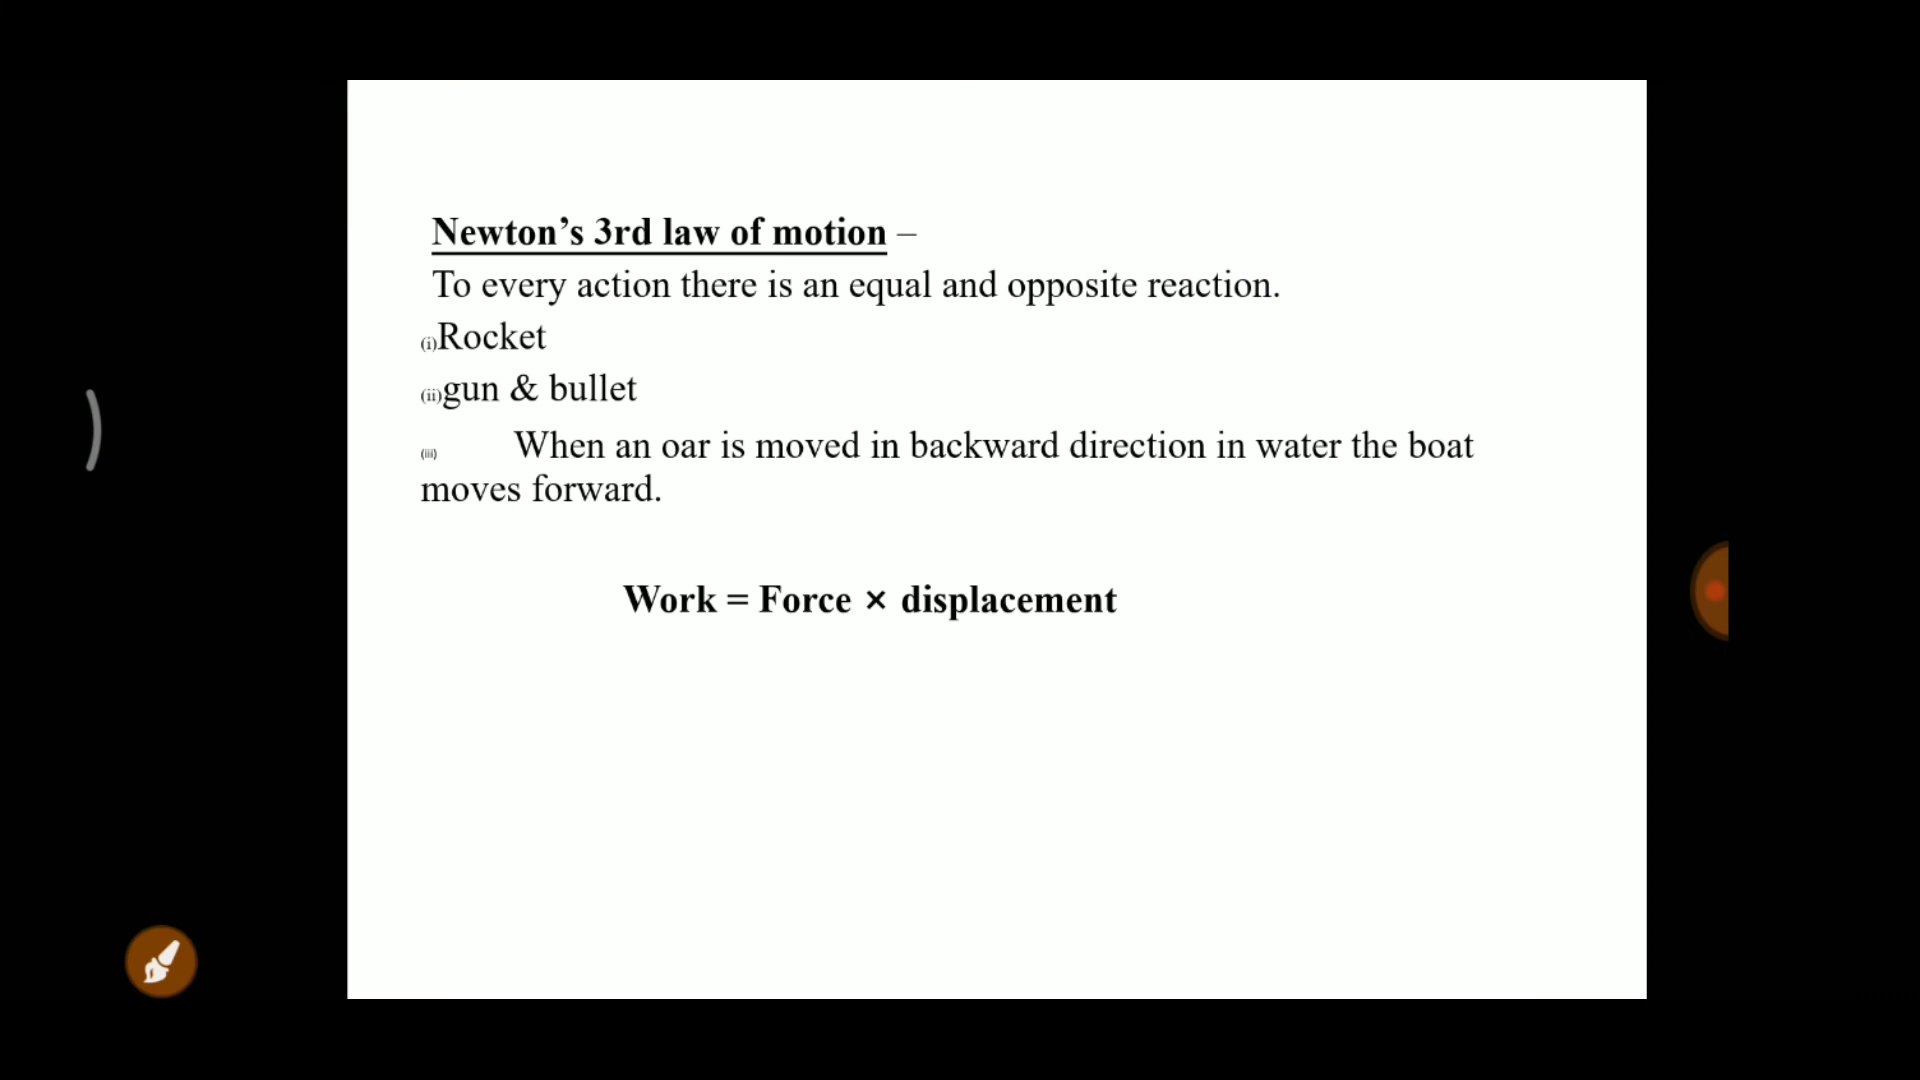 Newton’s 3rd law of motion –
To every action there is an equal and opposite reaction.
(i)Rocket
(ii)gun & bullet
(iii) When an oar is moved in backward direction in water the boat
moves forward.
Work = Force × displacement